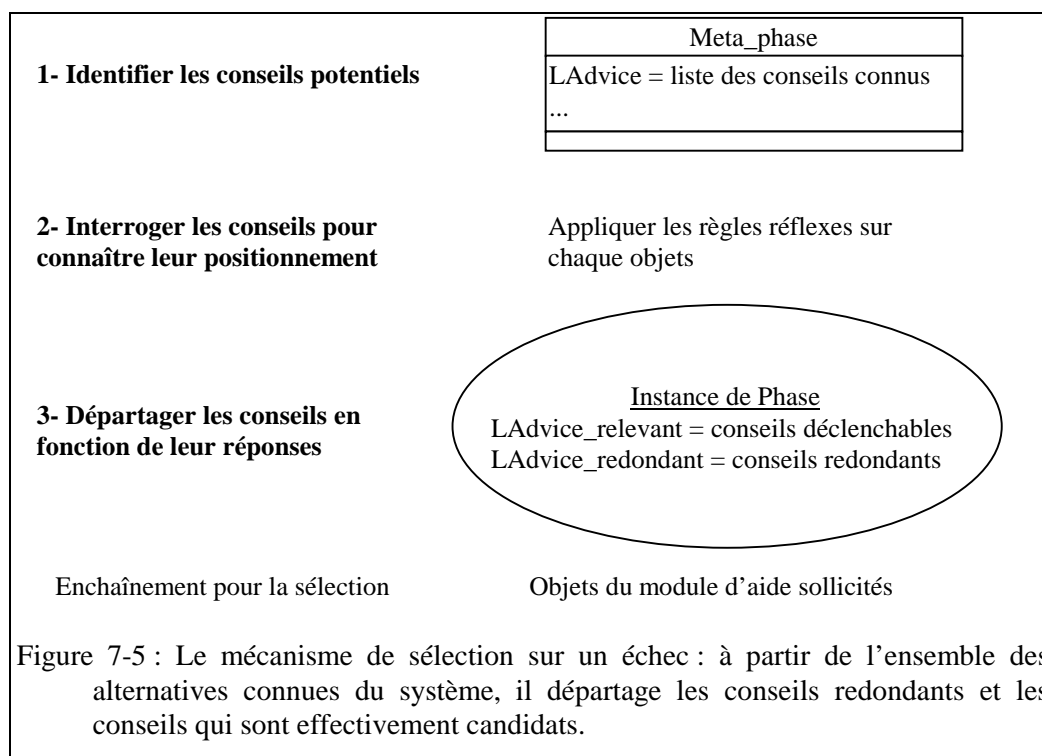 Meta_phase
1- Identifier les conseils potentiels
LAdvice = liste des conseils connus
...
2- Interroger les conseils pour
connaître leur positionnement
Appliquer les règles réflexes sur
chaque objets
3- Départager les conseils en
fonction de leur réponses
Instance de Phase
LAdvice_relevant = conseils déclenchables
LAdvice_redondant = conseils redondants
Enchaînement pour la sélection
Objets du module d’aide sollicités
Figure 7-5 : Le mécanisme de sélection sur un échec : à partir de l’ensemble des
alternatives connues du système, il départage les conseils redondants et les
conseils qui sont effectivement candidats.